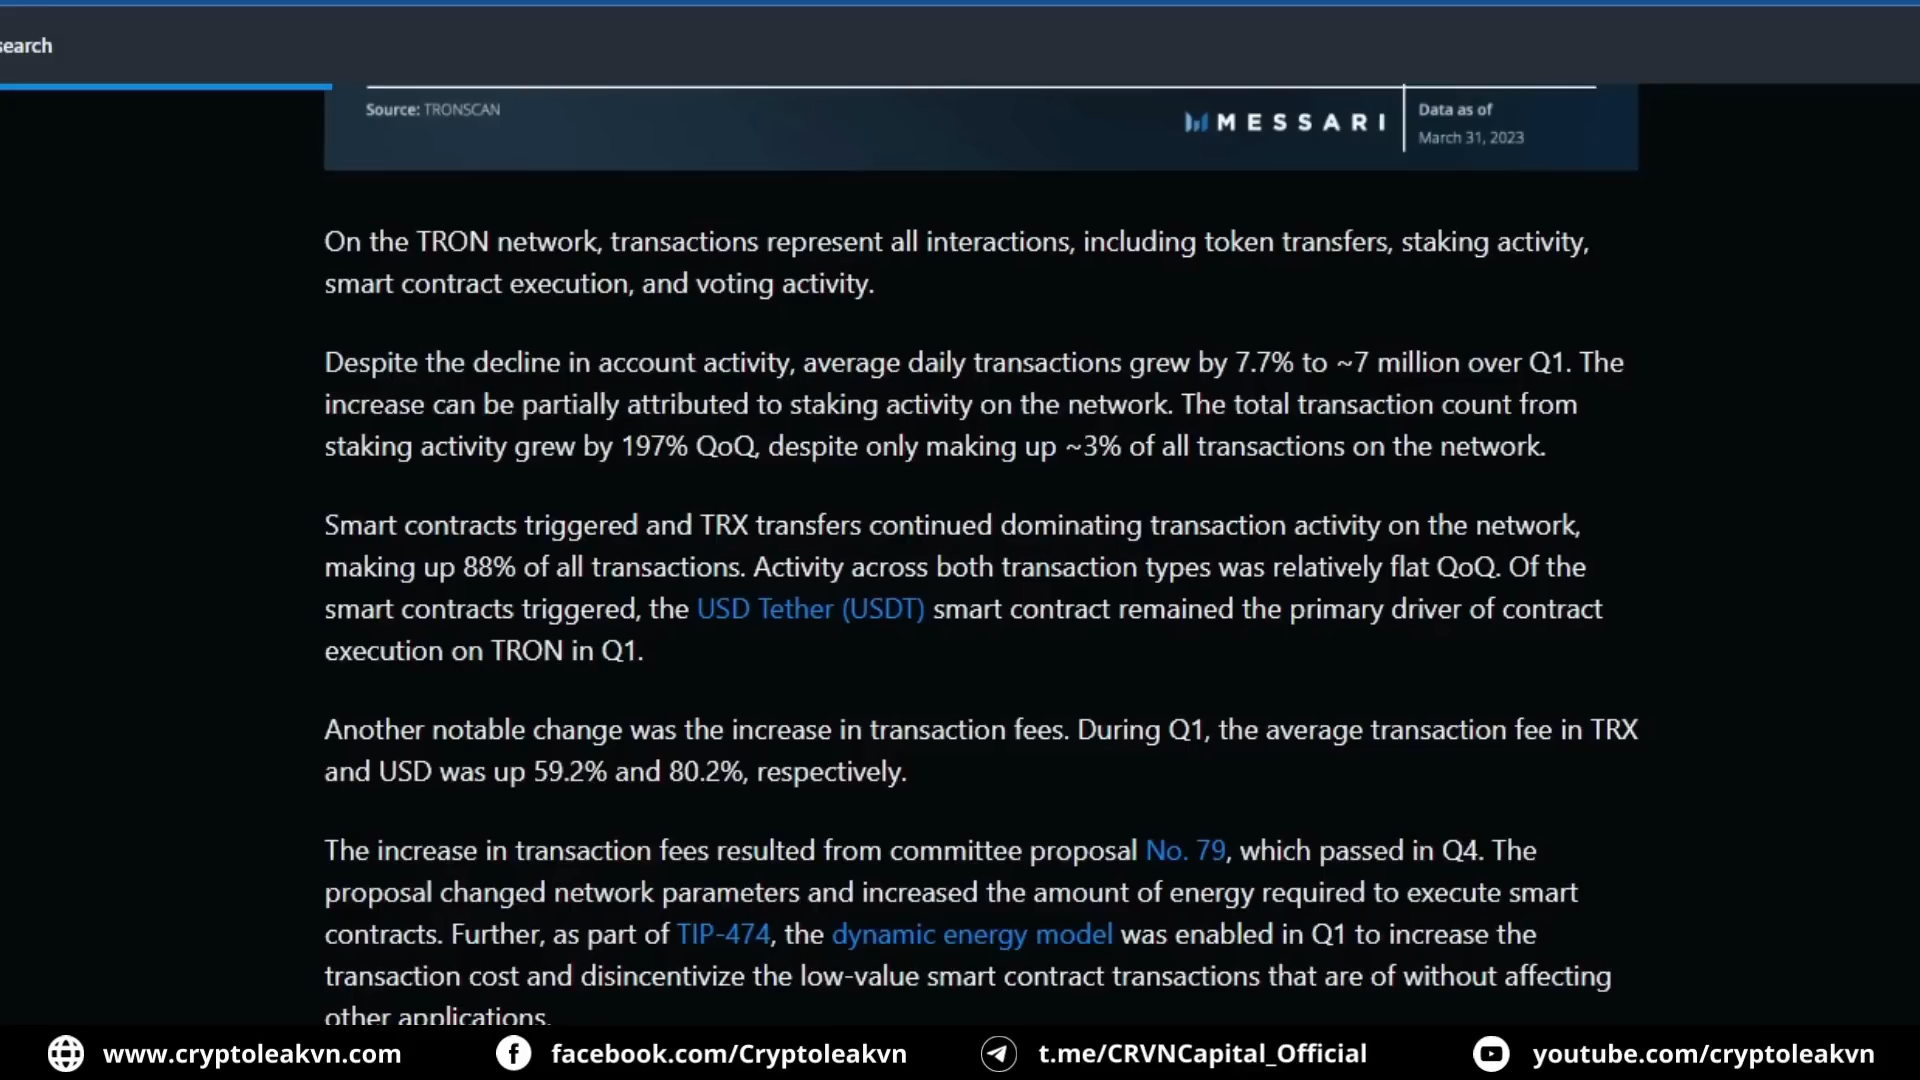 search
Source: TRONSCAN
MESSARI
Data as of
March 31, 2023
On the TRON network, transactions represent all interactions, including token transfers, staking activity,
smart contract execution, and voting activity.
Despite the decline in account activity, average daily transactions grew by 7.7% to ~7 million over Q1. The
increase can be partially attributed to staking activity on the network. The total transaction count from
staking activity grew by 197% QoQ, despite only making up ~3% of all transactions on the network.
Smart contracts triggered and TRX transfers continued dominating transaction activity on the network,
making up 88% of all transactions. Activity across both transaction types was relatively flat QoQ. Of the
smart contracts triggered, the USD Tether (USDT) smart contract remained the primary driver of contract
execution on TRON in Q1.
Another notable change was the increase in transaction fees. During Q1, the average transaction fee in TRX
and USD was up 59.2% and 80.2%, respectively.
The increase in transaction fees resulted from committee proposal No. 79, which passed in Q4. The
proposal changed network parameters and increased the amount of energy required to execute smart
contracts. Further, as part of TIP-474, the dynamic energy model was enabled in Q1 to increase the
transaction cost and disincentivize the low-value smart contract transactions that are of without affecting
other applications.
www.cryptoleakvn.com
facebook.com/Cryptoleakvn
t.me/CRVNCapital_Official
youtube.com/cryptoleakvn